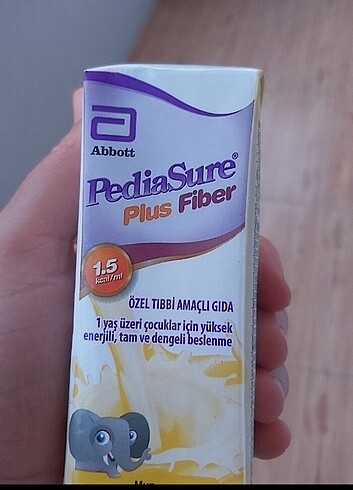 Abbott
PediaSure®
Plus Fiber
1.5
kcal/ml
ÖZEL TIBBİ AMAÇLI GIDA
1 yaş üzeri çocuklar için yüksek
enerjili, tam ve dengeli beslenme